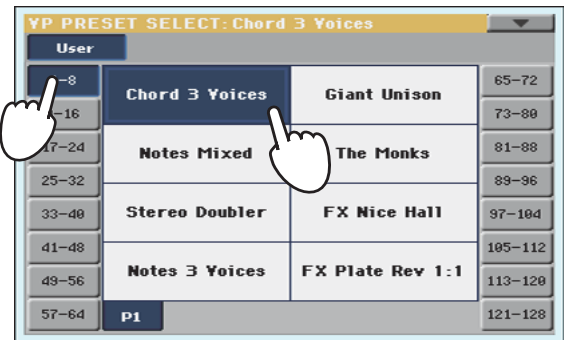 VP PRESET SELECT: Chord 3 Voices
User
-8
Chord 3 Voices
Giant Unison
65-72
-16
73-80
17-24
Notes Mixed
The Monks
81-88
25-32
89-96
33-40
Stereo Doubler
FX Nice Hall
97-104
41-48
105-112
49-56
Notes 3 Voices
FX Plate Rev 1:1
113-120
57-64
P1
121-128